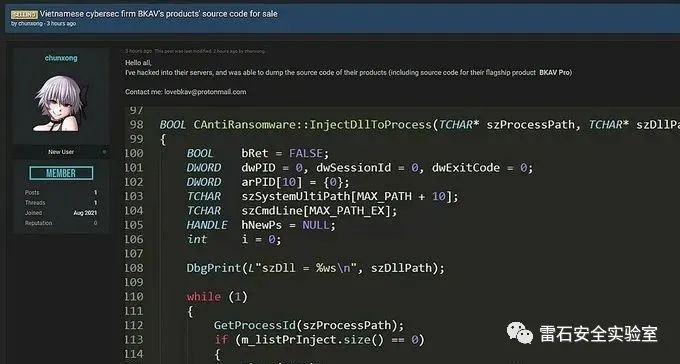 SELLING Vietnamese cybersec firm BKAV's products' source code for sale
by chunxong - 3 hours ago
chunxong
New User
MEMBER
Posts 1
Threads 1
Joined Aug 2021
Reputation 0
3 hours ago. This post was last modified: 2 hours ago by chunxong.
Hello all,
I've hacked into their servers, and was able to dump the source code of their products (including source code for their flagship product BKAV Pro)
Contact me: lovebkav@protonmail.com
97
98 BOOL CAntiRansomware::InjectDllToProcess(TCHAR* szProcessPath, TCHAR* szDllPa
99 {
100 BOOL bRet = FALSE;
101 DWORD dwPID = 0, dwSessionId = 0, dwExitCode = 0;
102 DWORD arPID[10] = {0};
103 TCHAR szSystemUltiPath[MAX_PATH + 10];
104 TCHAR szCmdLine[MAX_PATH_EX];
105 HANDLE hNewPs = NULL;
106 int i = 0;
107
108 DbgPrint(L"szDll = %ws\n", szDllPath);
109
110 while (1)
111 {
112 GetProcessId(szProcessPath);
113 if (m_listPrInject.size() == 0)
114 {
雷石安全实验室